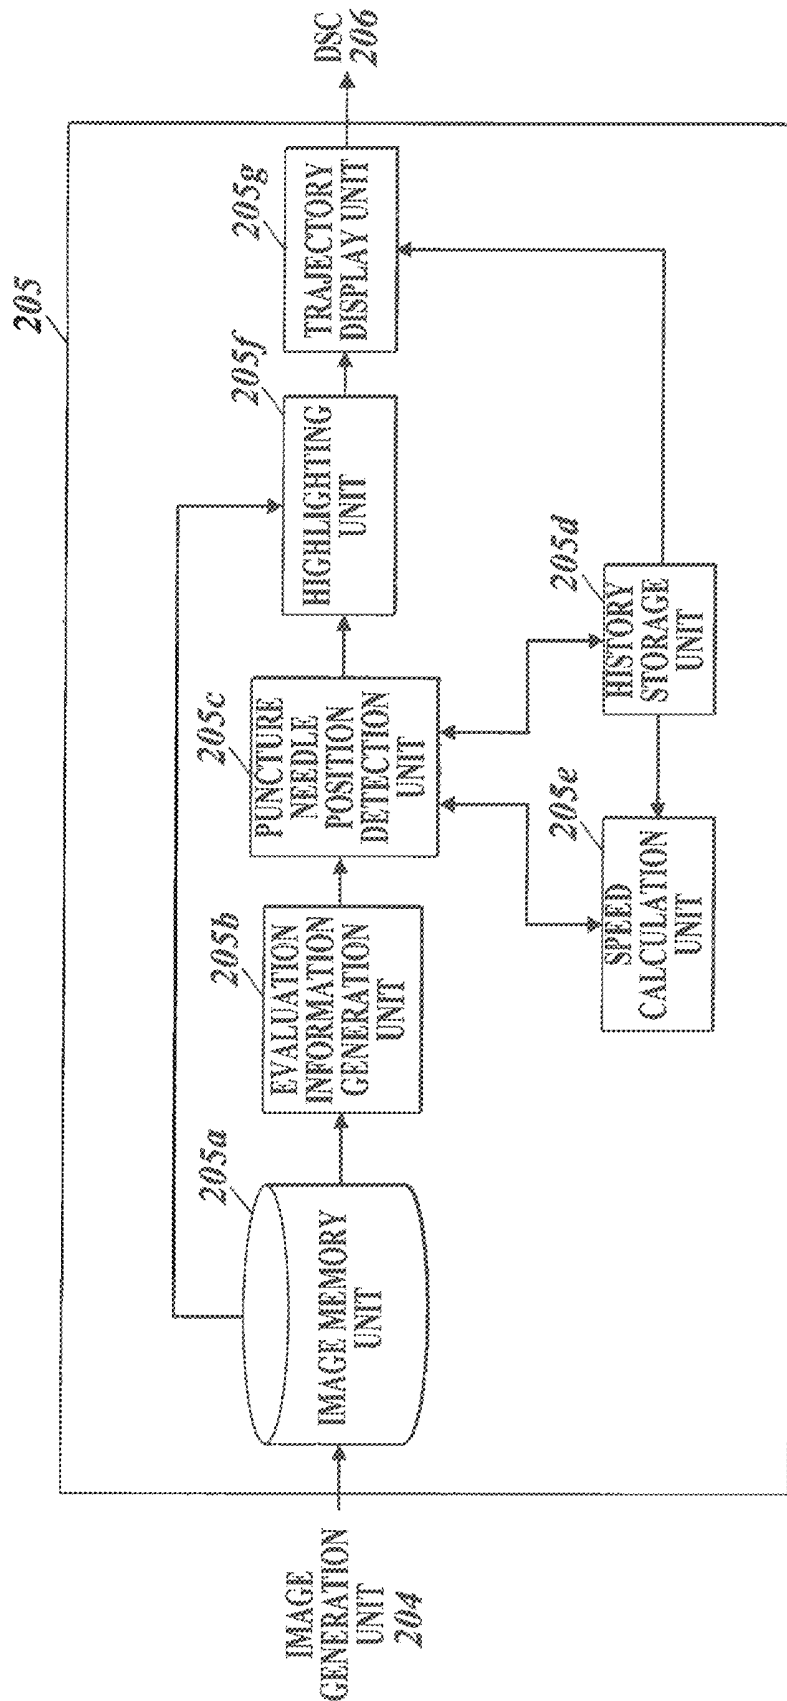 205
IMAGE
GENERATION
UNIT
204
205a
IMAGE MEMORY
UNIT
205b
EVALUATION
INFORMATION
GENERATION
UNIT
205c
PUNCTURE
NEEDLE
POSITION
DETECTION
UNIT
205f
HIGHLIGHTING
UNIT
205g
TRAJECTORY
DISPLAY UNIT
DSC
206
205e
SPEED
CALCULATION
UNIT
205d
HISTORY
STORAGE
UNIT